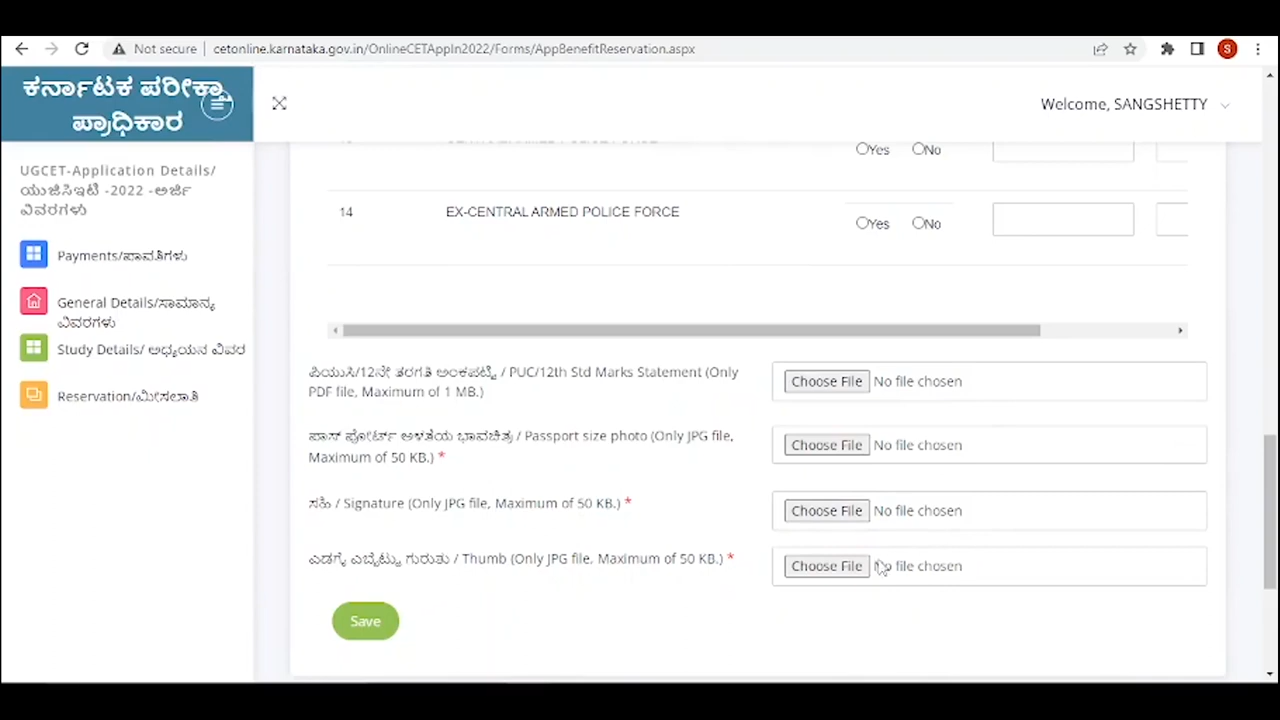 Not secure
cetonline.karnataka.gov.in/OnlineCETAppln2022/Forms/AppBenefitReservation.aspx
S
ಕರ್ನಾಟಕ ಪರೀಕ್ಷಾ
ಪ್ರಾಧಿಕಾರ
Welcome, SANGSHETTY
UGCET-Application Details/
ಯುಜಿಸಿಇಟಿ -2022 -ಅರ್ಜಿ
ವಿವರಗಳು
Payments/ಪಾವತಿಗಳು
General Details/ಸಾಮಾನ್ಯ
ವಿವರಗಳು
Study Details/ ಅಧ್ಯಯನ ವಿವರ
Reservation/ಮೀಸಲಾತಿ
Yes No
14 EX-CENTRAL ARMED POLICE FORCE Yes No
ಪಿಯುಸಿ/12ನೇ ತರಗತಿ ಅಂಕಪಟ್ಟಿ / PUC/12th Std Marks Statement (Only
PDF file, Maximum of 1 MB.)
Choose File No file chosen
ಪಾಸ್ ಪೋರ್ಟ್ ಅಳತೆಯ ಭಾವಚಿತ್ರ / Passport size photo (Only JPG file,
Maximum of 50 KB.) *
Choose File No file chosen
ಸಹಿ / Signature (Only JPG file, Maximum of 50 KB.) *
Choose File No file chosen
ಎಡಗೈ ಎಬ್ಬೆಟ್ಟು ಗುರುತು / Thumb (Only JPG file, Maximum of 50 KB.) *
Choose File No file chosen
Save